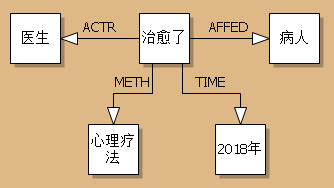 ACTR
AFFED
医生
治愈了
病人
METH
TIME
心理疗
法
2018年